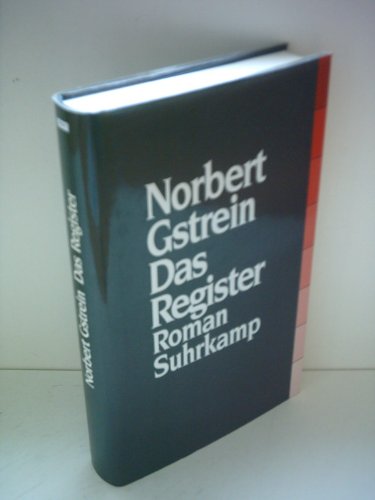 Norbert
Gstrein
Das
Register
Roman
Suhrkamp
Norbert Gstrein Das Register